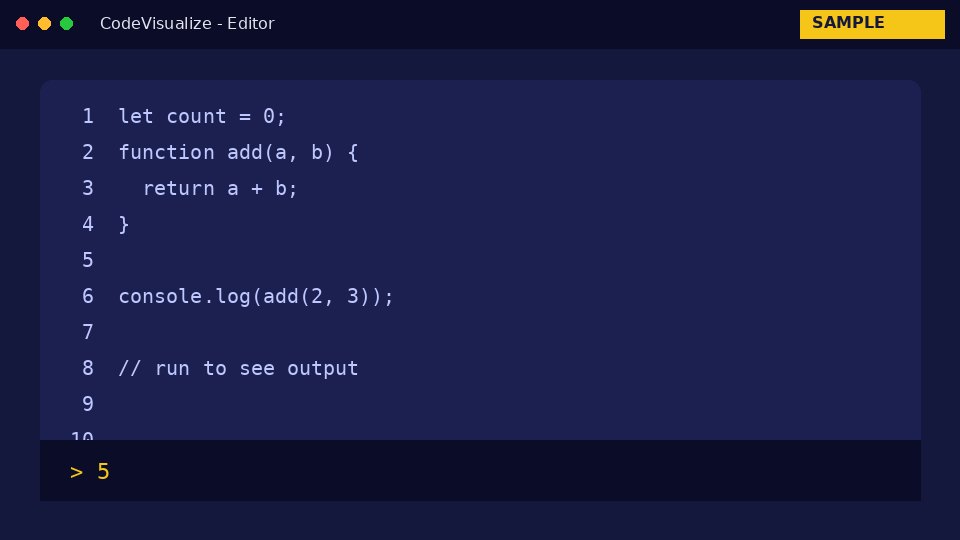 CodeVisualize - Editor
SAMPLE
1 let count = 0;
2 function add(a, b) {
3   return a + b;
4 }
5
6 console.log(add(2, 3));
7
8 // run to see output
9
10
> 5